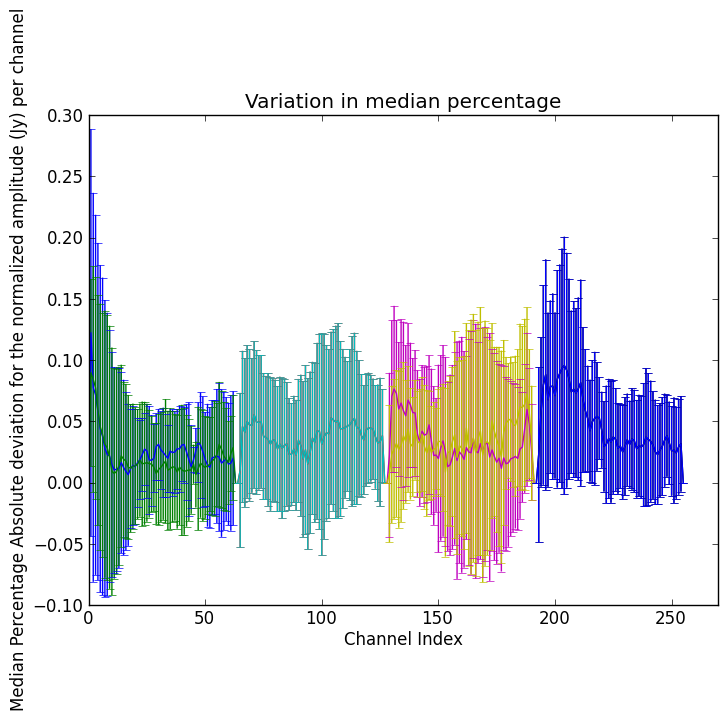 Variation in median percentage
Median Percentage Absolute deviation for the normalized amplitude (Jy) per channel
0.30
0.25
0.20
0.15
0.10
0.05
0.00
−0.05
−0.10
0 50 100 150 200 250
Channel Index